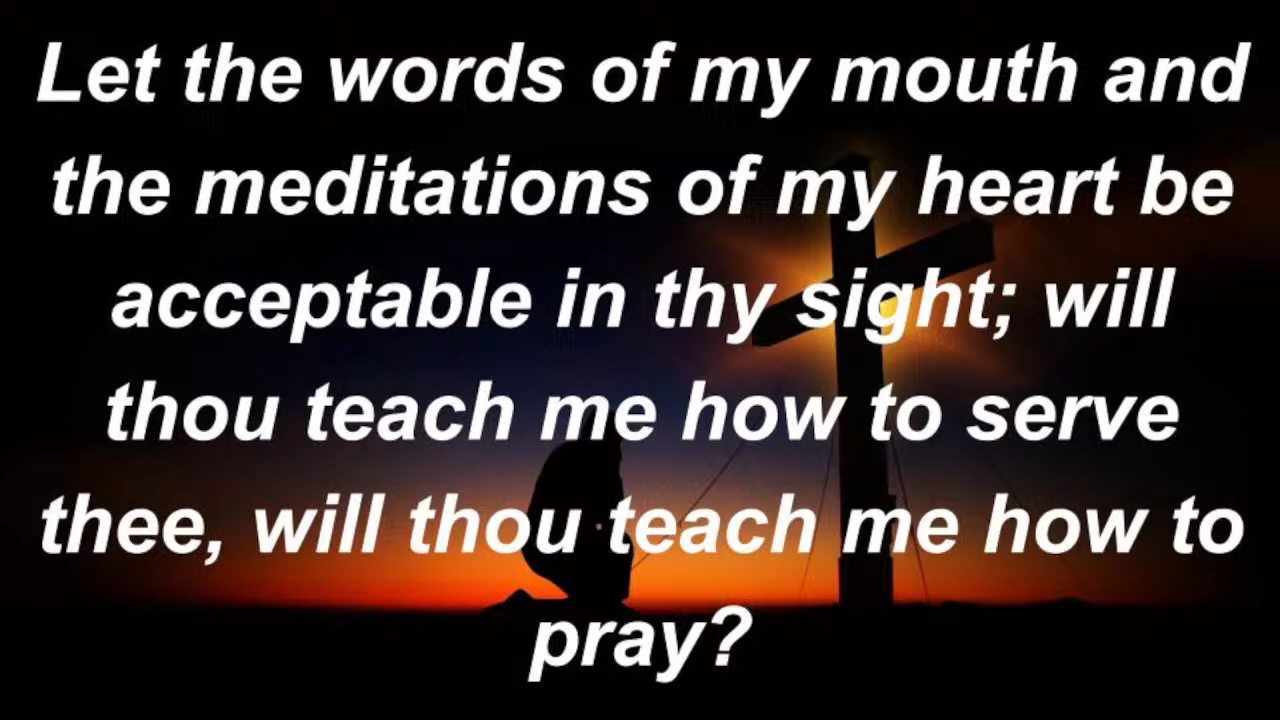 Let the words of my mouth and
the meditations of my heart be
acceptable in thy sight; will
thou teach me how to serve
thee, will thou teach me how to
pray?